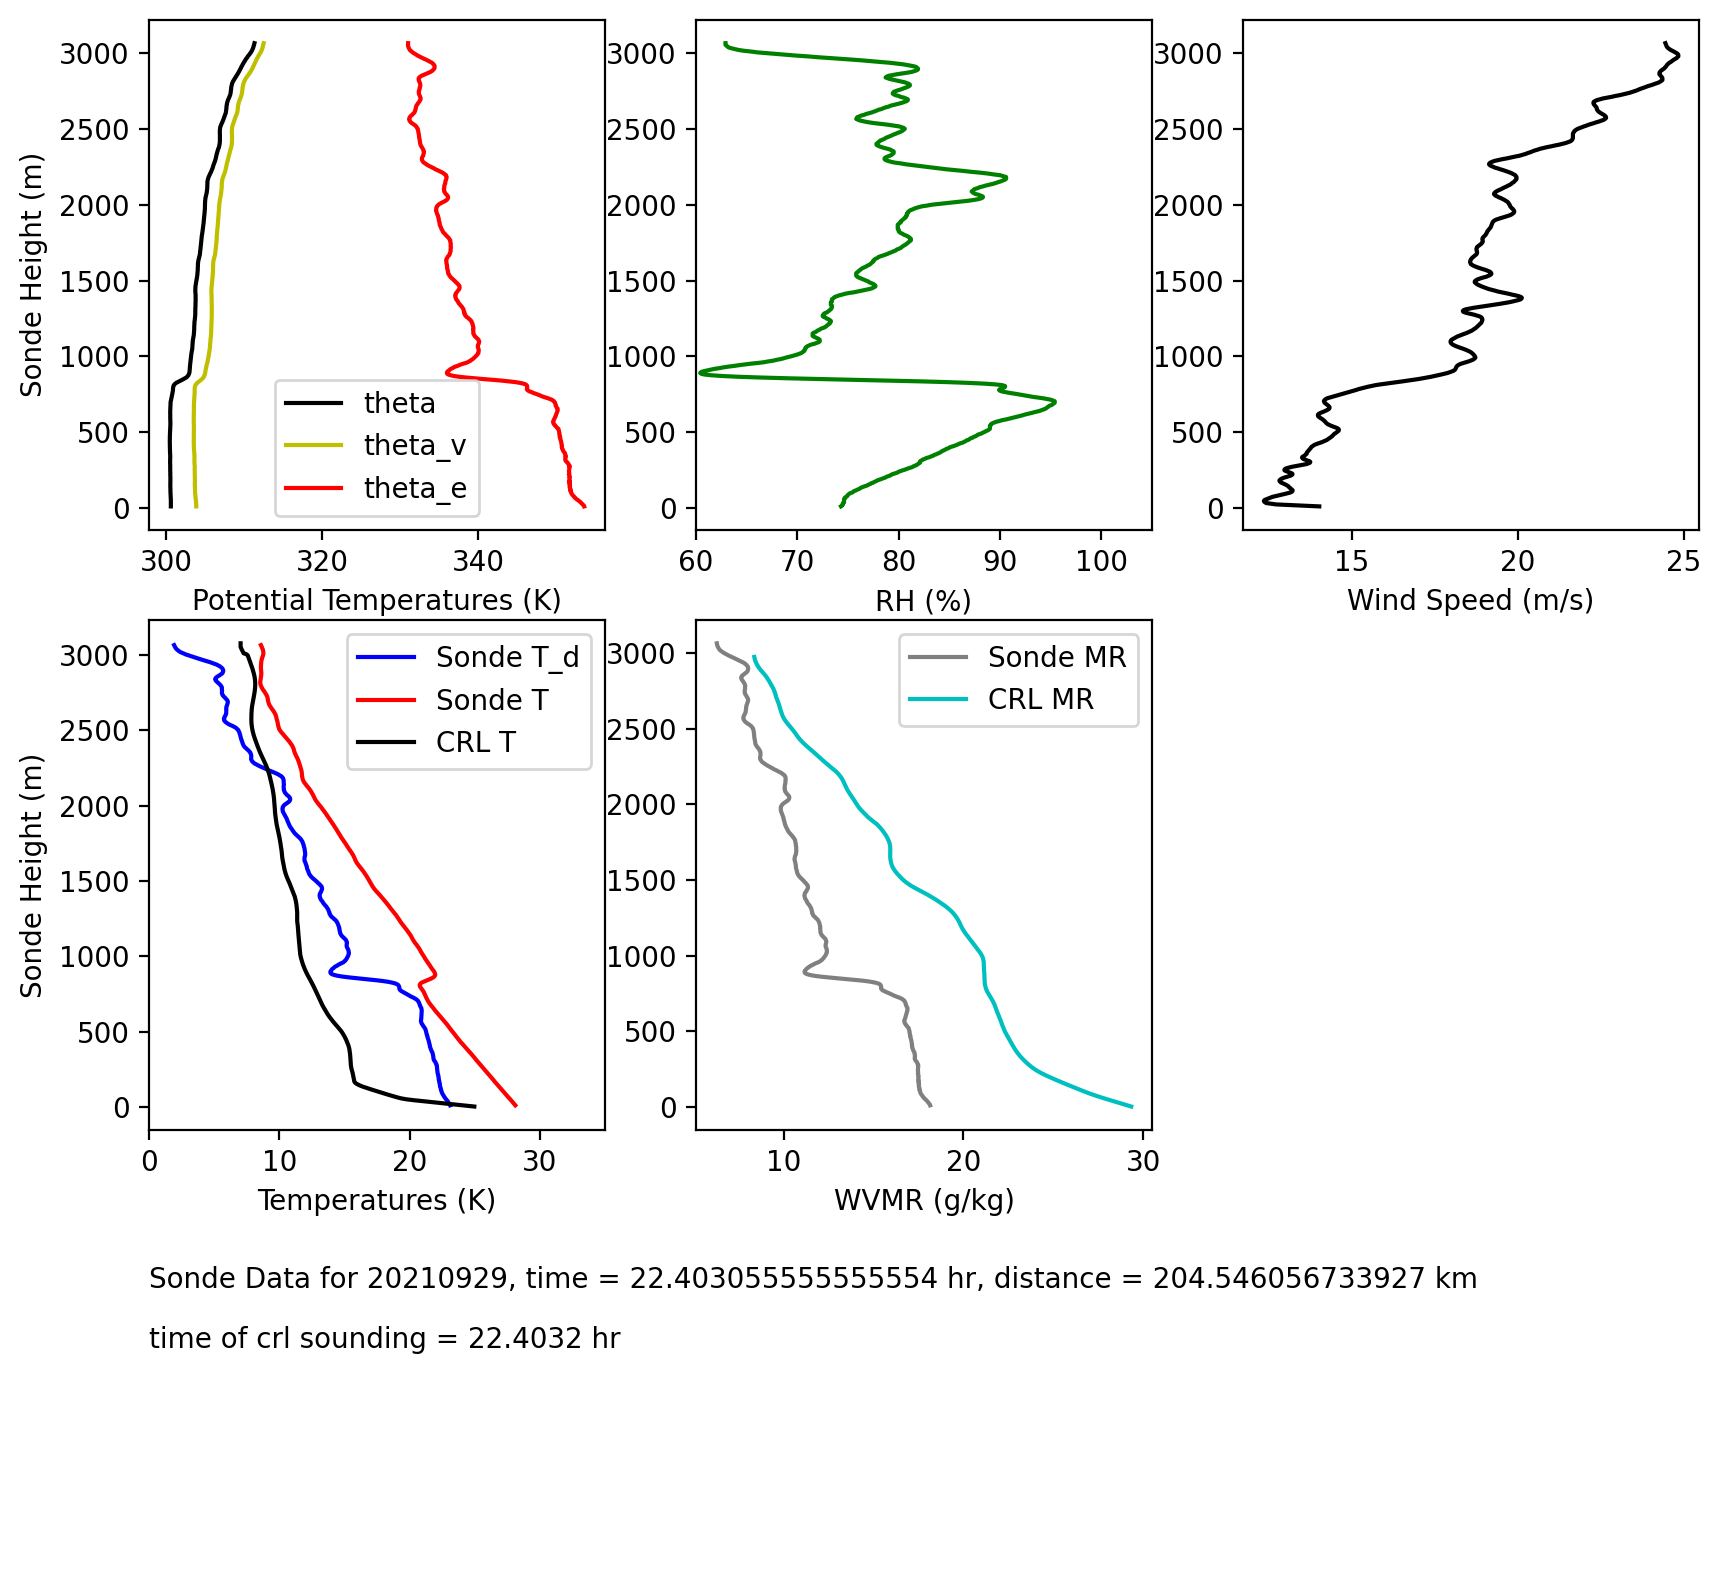 3000
2500
2000
1500
1000
500
0
Sonde Height (m)
300 320 340
Potential Temperatures (K)
theta
theta_v
theta_e
3000
2500
2000
1500
1000
500
0
60 70 80 90 100
RH (%)
3000
2500
2000
1500
1000
500
0
15 20 25
Wind Speed (m/s)
3000
2500
2000
1500
1000
500
0
Sonde Height (m)
0 10 20 30
Temperatures (K)
Sonde T_d
Sonde T
CRL T
3000
2500
2000
1500
1000
500
0
10 20 30
WVMR (g/kg)
Sonde MR
CRL MR
Sonde Data for 20210929, time = 22.403055555555554 hr, distance = 204.546056733927 km
time of crl sounding = 22.4032 hr